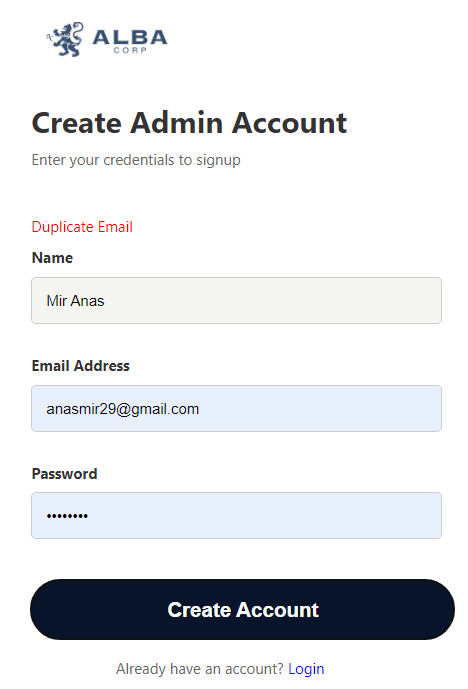 ALBA
CORP
Create Admin Account
Enter your credentials to signup
Duplicate Email
Name
Mir Anas
Email Address
anasmir29@gmail.com
Password
••••••••
Create Account
Already have an account? Login